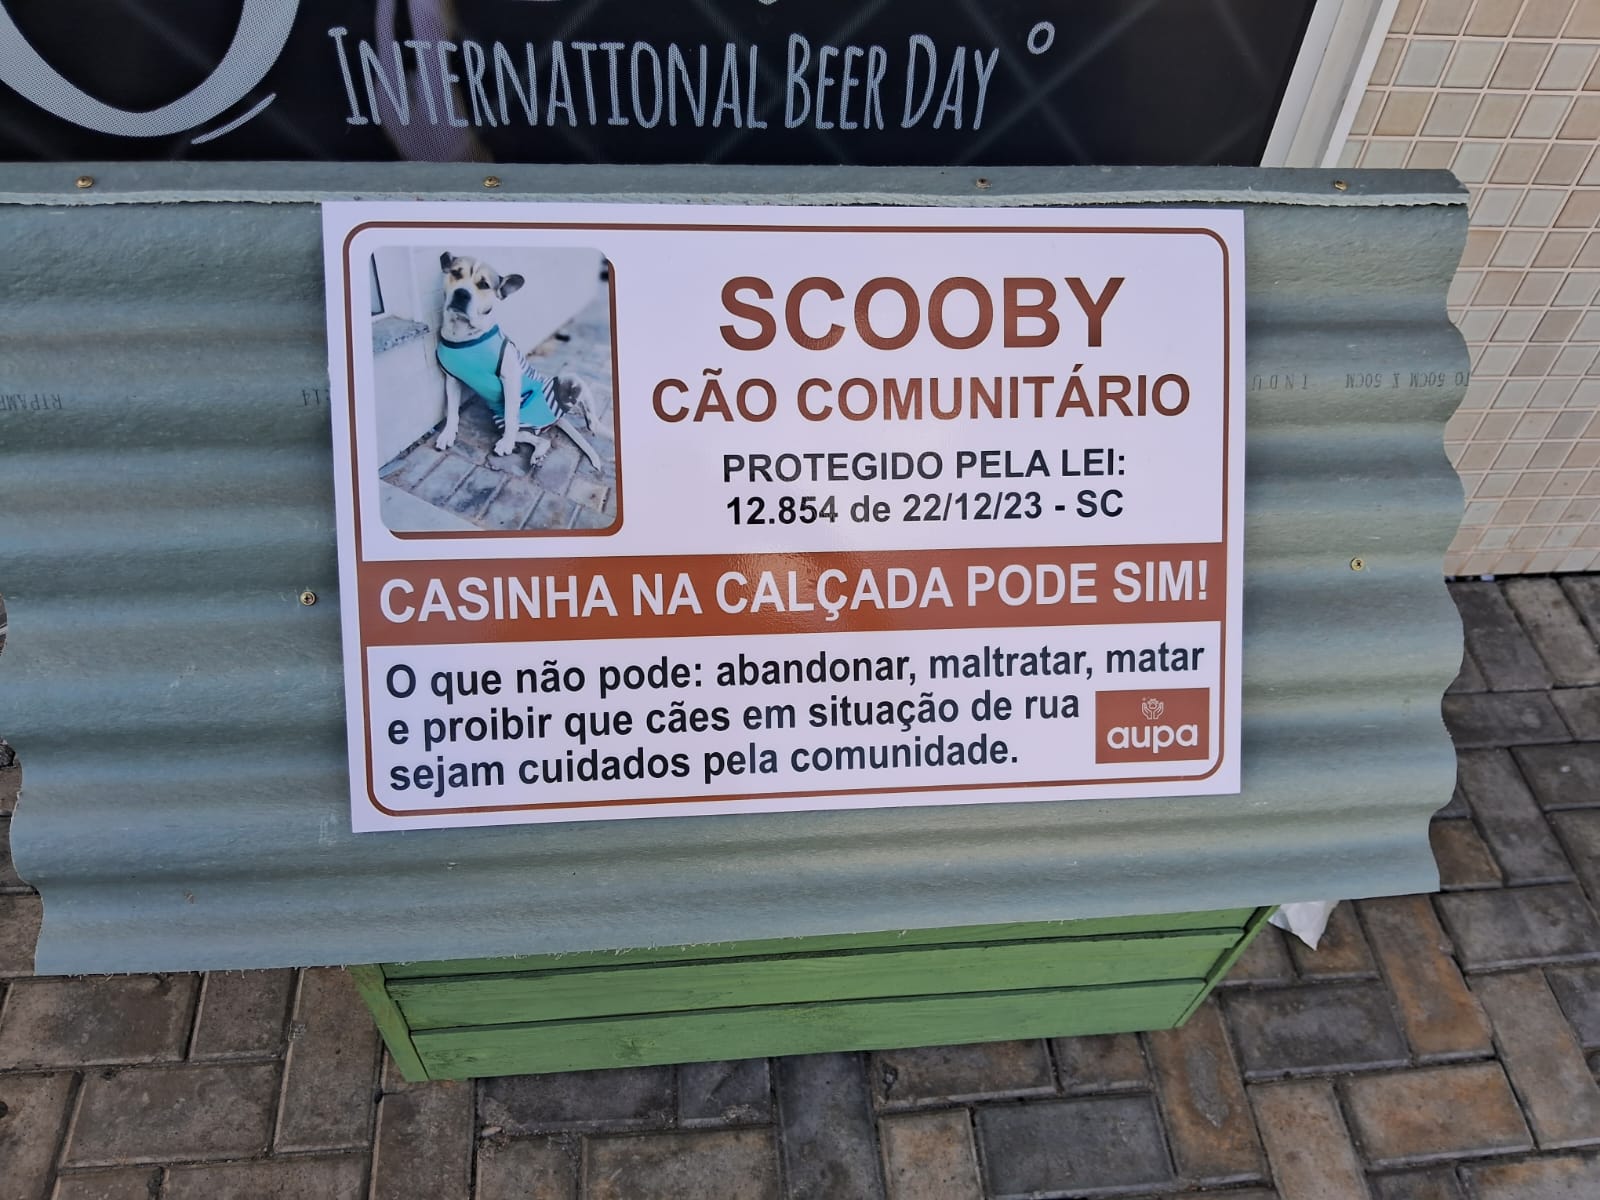 INTERNATIONAL BEER DAY
SCOOBY
CÃO COMUNITÁRIO
PROTEGIDO PELA LEI:
12.854 de 22/12/23 - SC
CASINHA NA CALÇADA PODE SIM!
O que não pode: abandonar, maltratar, matar
e proibir que cães em situação de rua
sejam cuidados pela comunidade.
aupa